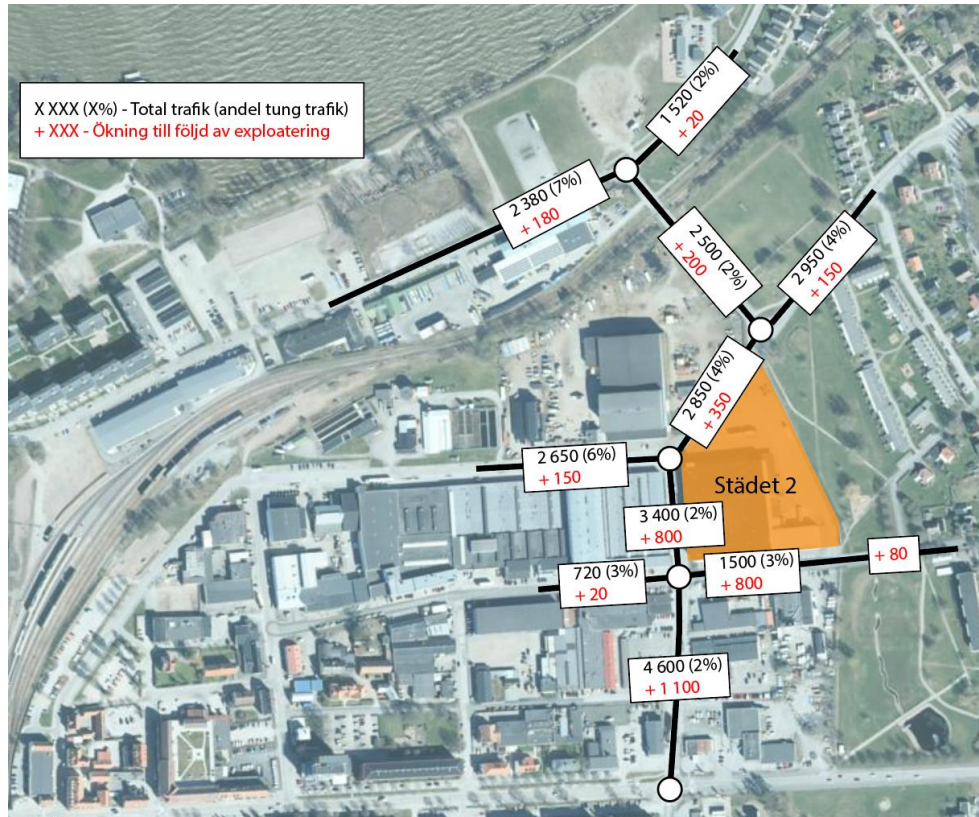 X XXX (X%) - Total trafik (andel tung trafik)
+ XXX - Ökning till följd av exploatering
1 520 (2%)
+ 20
2 380 (7%)
+ 180
2 500 (2%)
+ 200
2 950 (4%)
+ 150
2 850 (4%)
+ 350
2 650 (6%)
+ 150
Städet 2
3 400 (2%)
+ 800
720 (3%)
+ 20
1500 (3%)
+ 800
+ 80
4 600 (2%)
+ 1 100